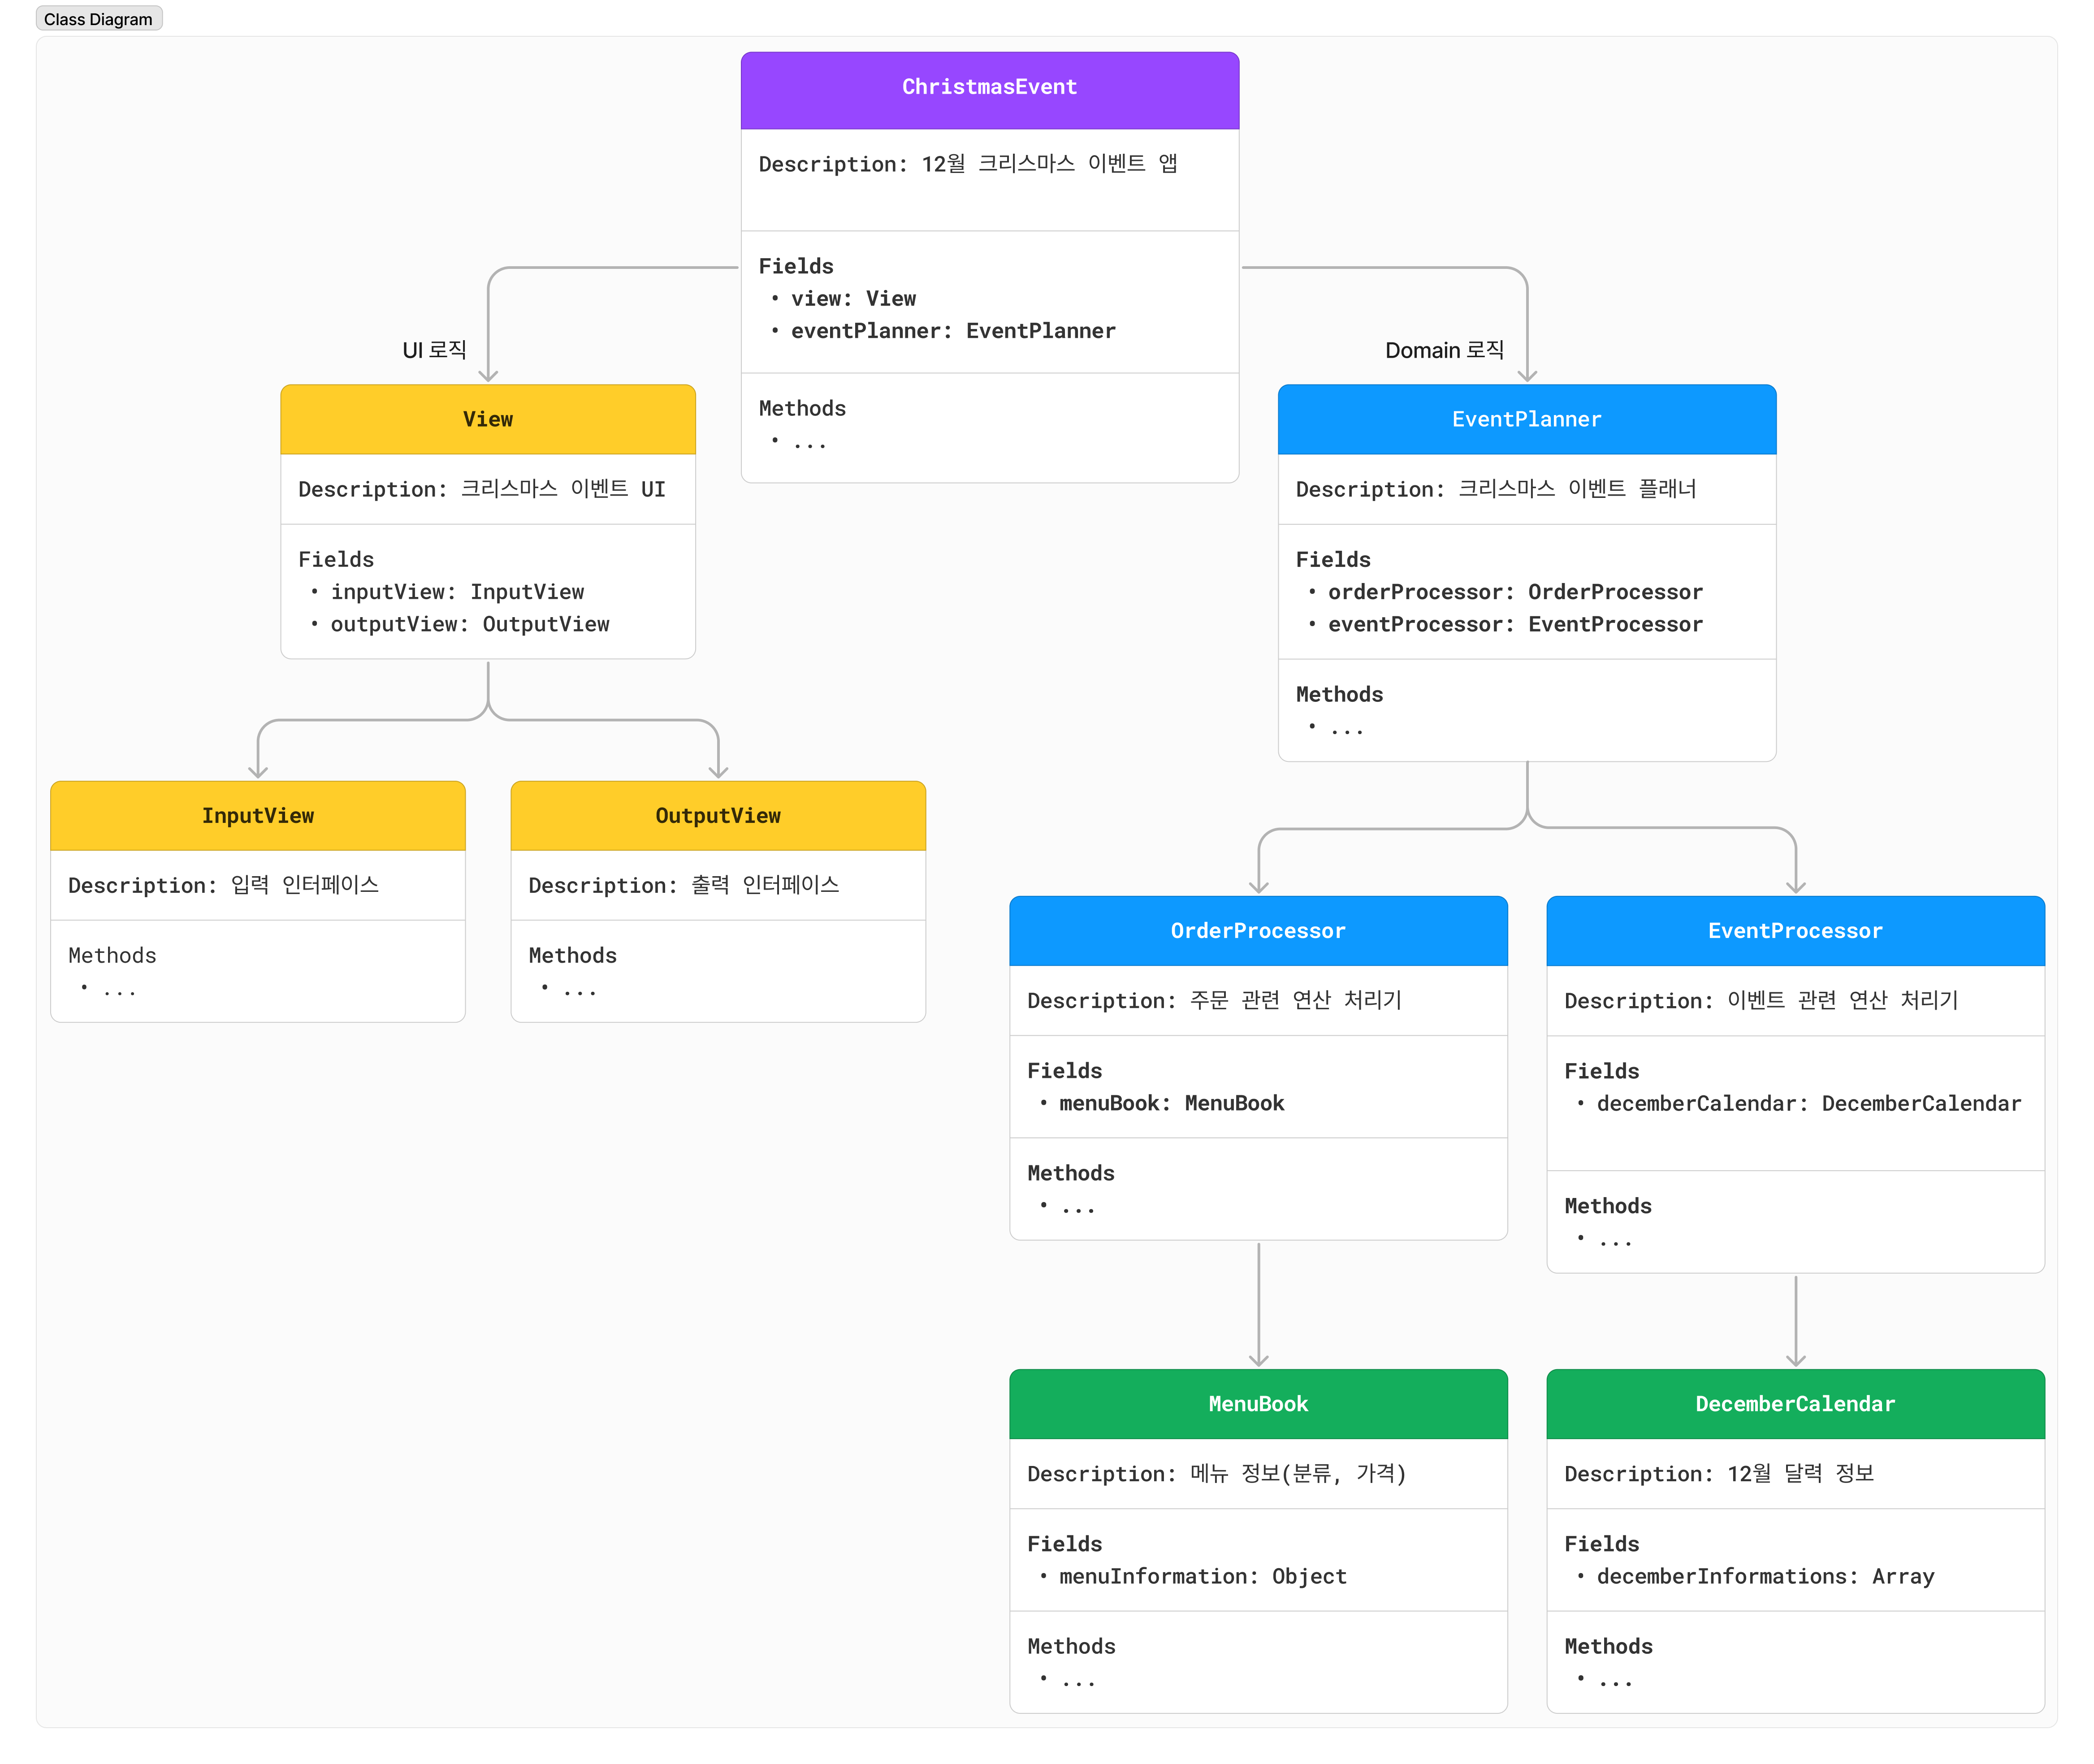 Class Diagram
ChristmasEvent
Description: 12월 크리스마스 이벤트 앱
Fields
• view: View
• eventPlanner: EventPlanner
Methods
• ...
UI 로직
Domain 로직
View
Description: 크리스마스 이벤트 UI
Fields
• inputView: InputView
• outputView: OutputView
EventPlanner
Description: 크리스마스 이벤트 플래너
Fields
• orderProcessor: OrderProcessor
• eventProcessor: EventProcessor
Methods
• ...
InputView
Description: 입력 인터페이스
Methods
• ...
OutputView
Description: 출력 인터페이스
Methods
• ...
OrderProcessor
Description: 주문 관련 연산 처리기
Fields
• menuBook: MenuBook
Methods
• ...
EventProcessor
Description: 이벤트 관련 연산 처리기
Fields
• decemberCalendar: DecemberCalendar
Methods
• ...
MenuBook
Description: 메뉴 정보(분류, 가격)
Fields
• menuInformation: Object
Methods
• ...
DecemberCalendar
Description: 12월 달력 정보
Fields
• decemberInformations: Array
Methods
• ...